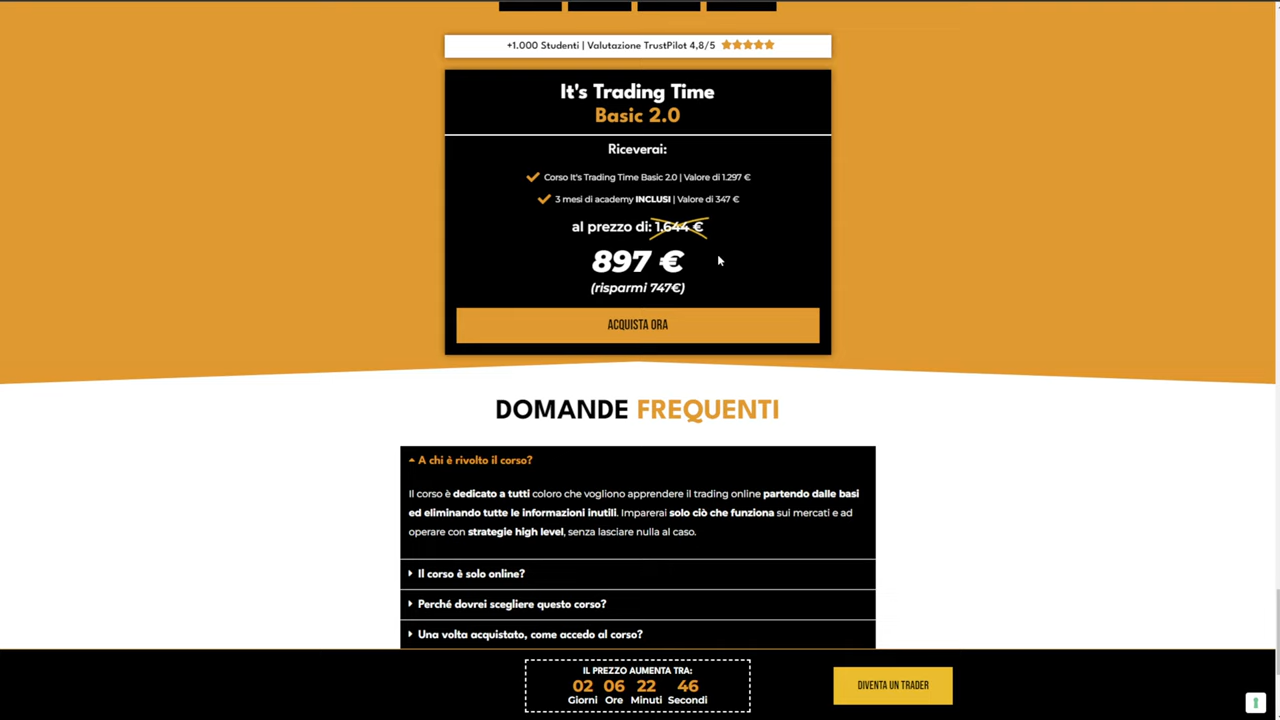 +1.000 Studenti | Valutazione TrustPilot 4,8/5
It's Trading Time
Basic 2.0
Riceverai:
Corso It's Trading Time Basic 2.0 | Valore di 1.297 €
3 mesi di academy INCLUSI | Valore di 347 €
al prezzo di: 1.644 €
897 €
(risparmi 747€)
ACQUISTA ORA
DOMANDE FREQUENTI
A chi è rivolto il corso?
Il corso è dedicato a tutti coloro che vogliono apprendere il trading online partendo dalle basi
ed eliminando tutte le informazioni inutili. Imparerai solo ciò che funziona sui mercati e ad
operare con strategie high level, senza lasciare nulla al caso.
Il corso è solo online?
Perché dovrei scegliere questo corso?
Una volta acquistato, come accedo al corso?
IL PREZZO AUMENTA TRA:
02 06 22 46
Giorni Ore Minuti Secondi
DIVENTA UN TRADER